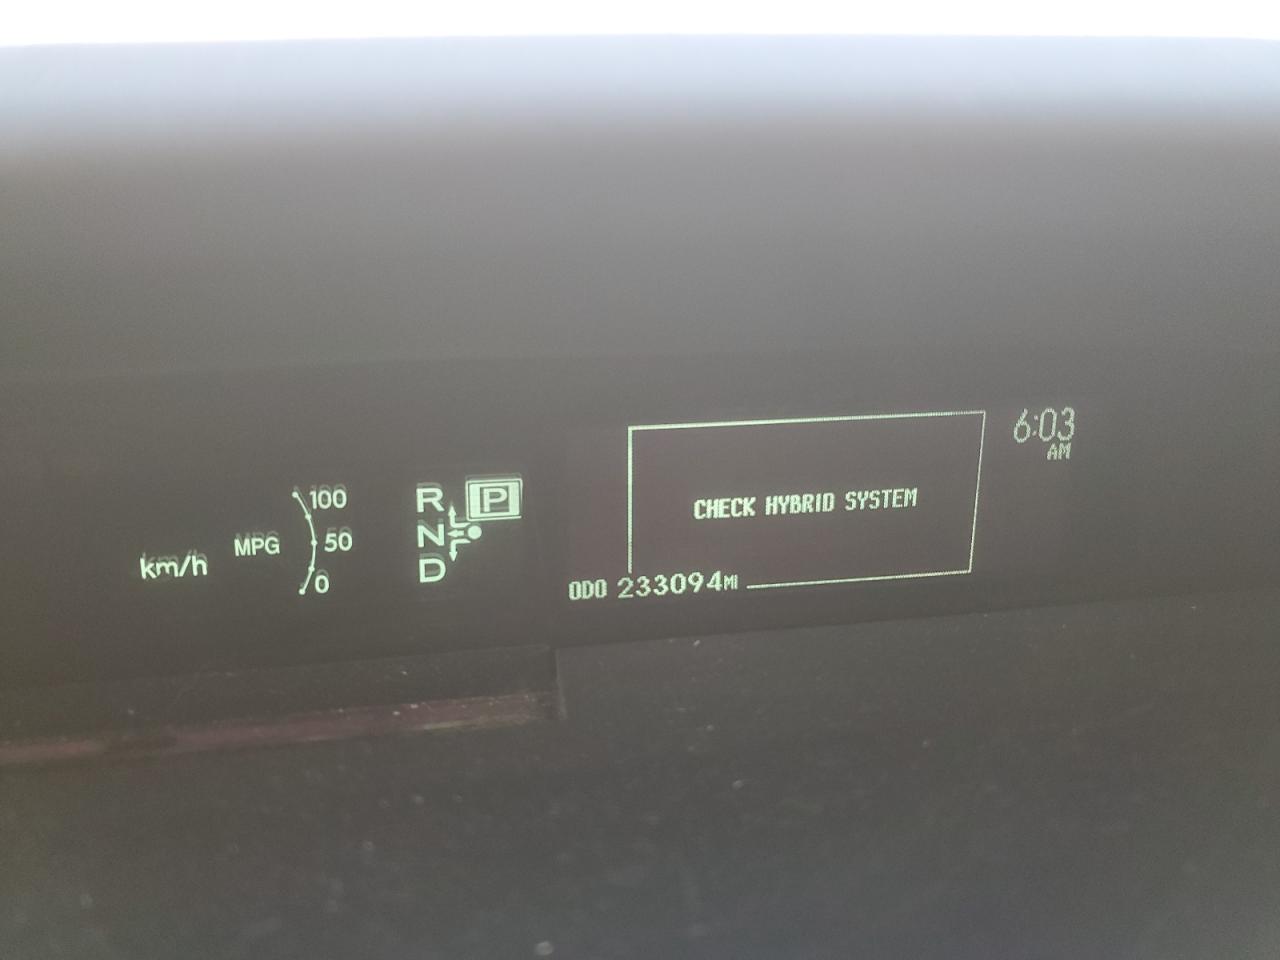 6:03
AM
100
MPG
50
km/h
0
R
P
N
D
CHECK HYBRID SYSTEM
ODO 233094MI